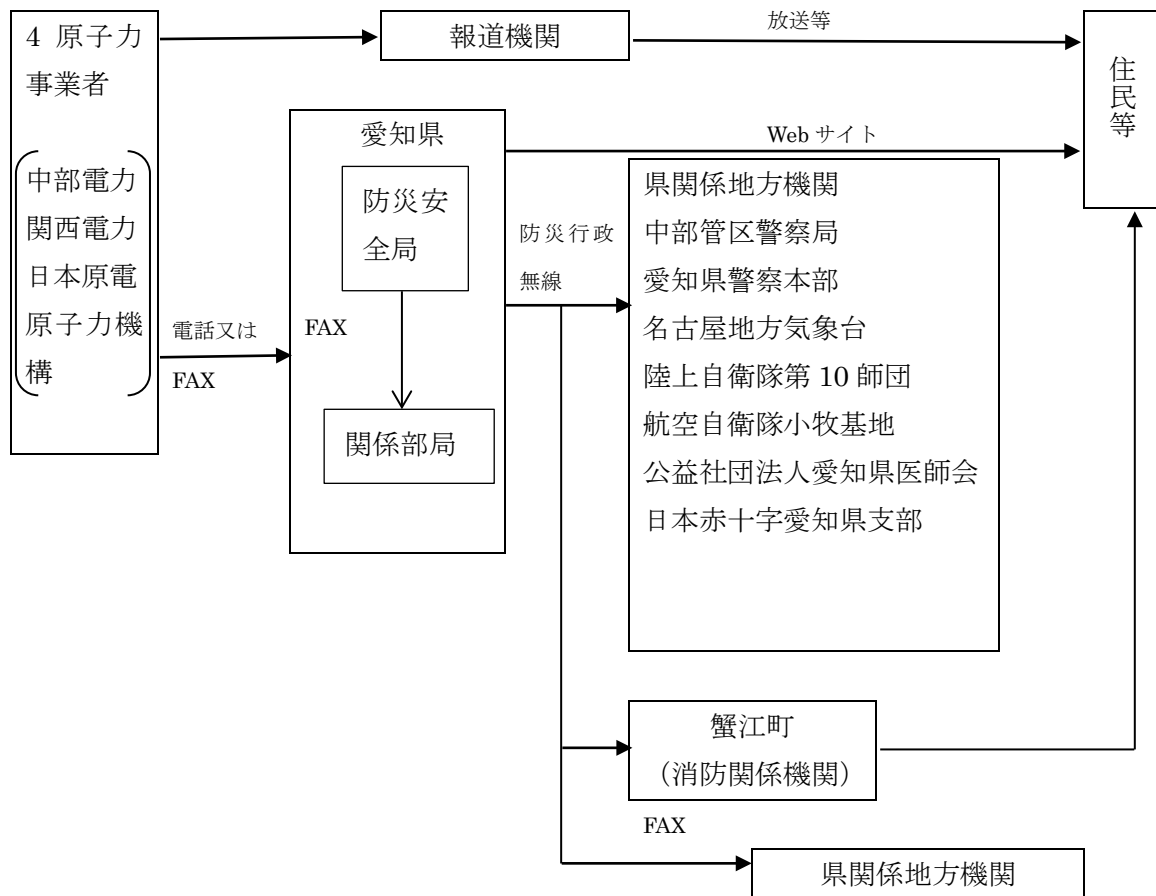 4 原子力
事業者
中部電力
関西電力
日本原電
原子力機
構
電話又は
FAX
報道機関
放送等
住民等
愛知県
防災安
全局
FAX
関係部局
Web サイト
防災行政
無線
県関係地方機関
中部管区警察局
愛知県警察本部
名古屋地方気象台
陸上自衛隊第 10 師団
航空自衛隊小牧基地
公益社団法人愛知県医師会
日本赤十字愛知県支部
蟹江町
（消防関係機関）
FAX
県関係地方機関